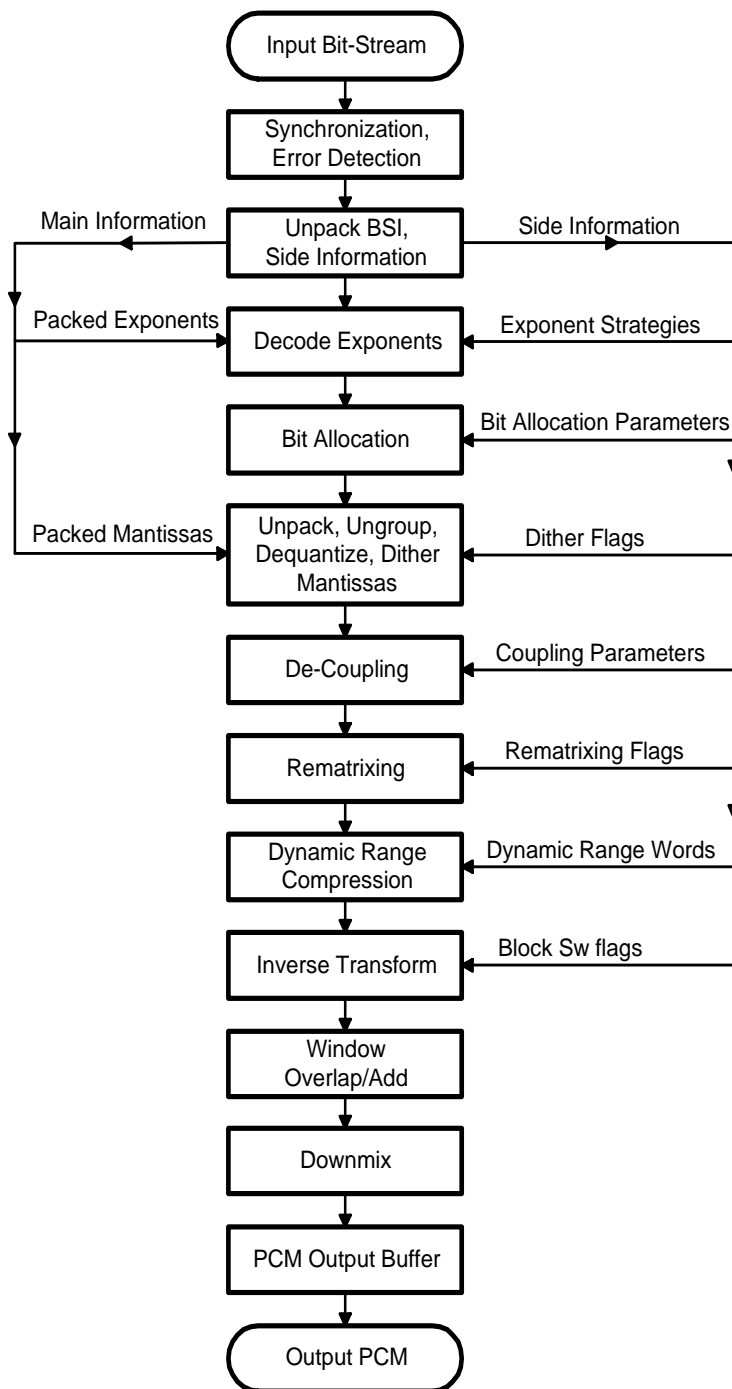 Input Bit-Stream
Synchronization,
Error Detection
Main Information
Unpack BSI,
Side Information
Side Information
Packed Exponents
Decode Exponents
Exponent Strategies
Bit Allocation
Bit Allocation Parameters
Packed Mantissas
Unpack, Ungroup,
Dequantize, Dither
Mantissas
Dither Flags
De-Coupling
Coupling Parameters
Rematrixing
Rematrixing Flags
Dynamic Range
Compression
Dynamic Range Words
Inverse Transform
Block Sw flags
Window
Overlap/Add
Downmix
PCM Output Buffer
Output PCM